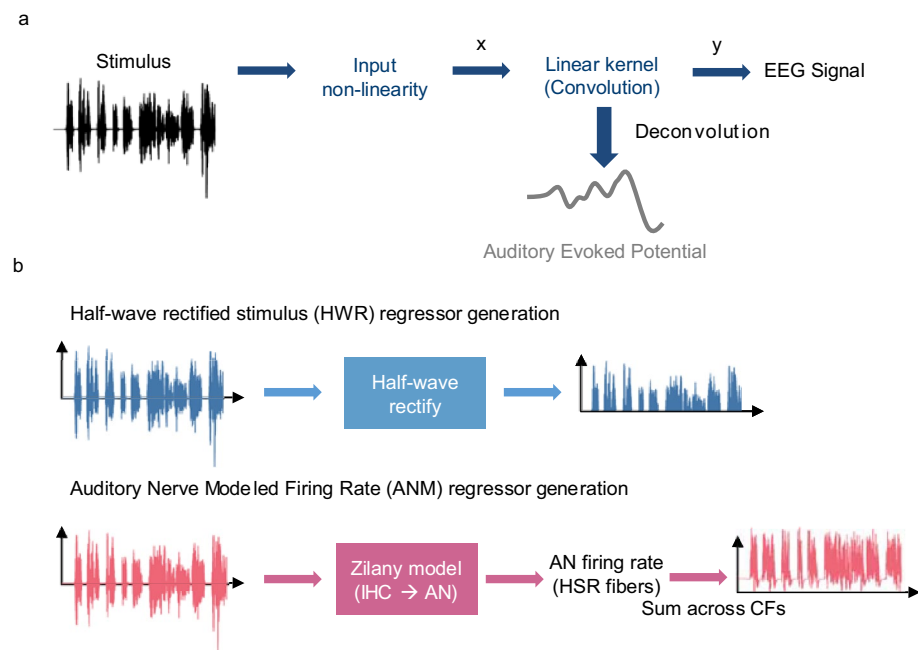 a
Stimulus
Input
non-linearity
x
Linear kernel
(Convolution)
y
EEG Signal
Deconvolution
Auditory Evoked Potential
b
Half-wave rectified stimulus (HWR) regressor generation
Half-wave
rectify
Auditory Nerve Modeled Firing Rate (ANM) regressor generation
Zilany model
(IHC → AN)
AN firing rate
(HSR fibers)
Sum across CFs